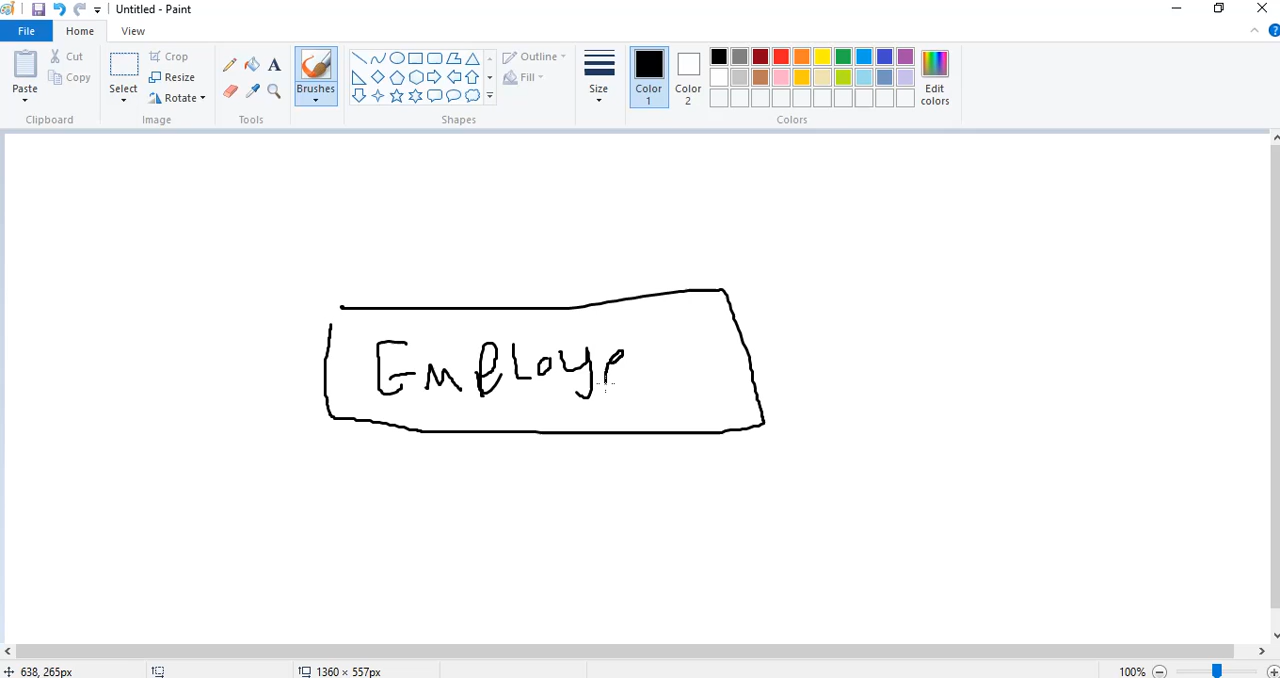 Untitled - Paint
File Home View
Paste
Cut
Copy
Clipboard
Select
Crop
Resize
Rotate
Image
A
Tools
Brushes
Outline
Fill
Shapes
Size
Color 1
Color 2
Edit colors
Colors
?
Employe
638, 265px
1360 × 557px
100%